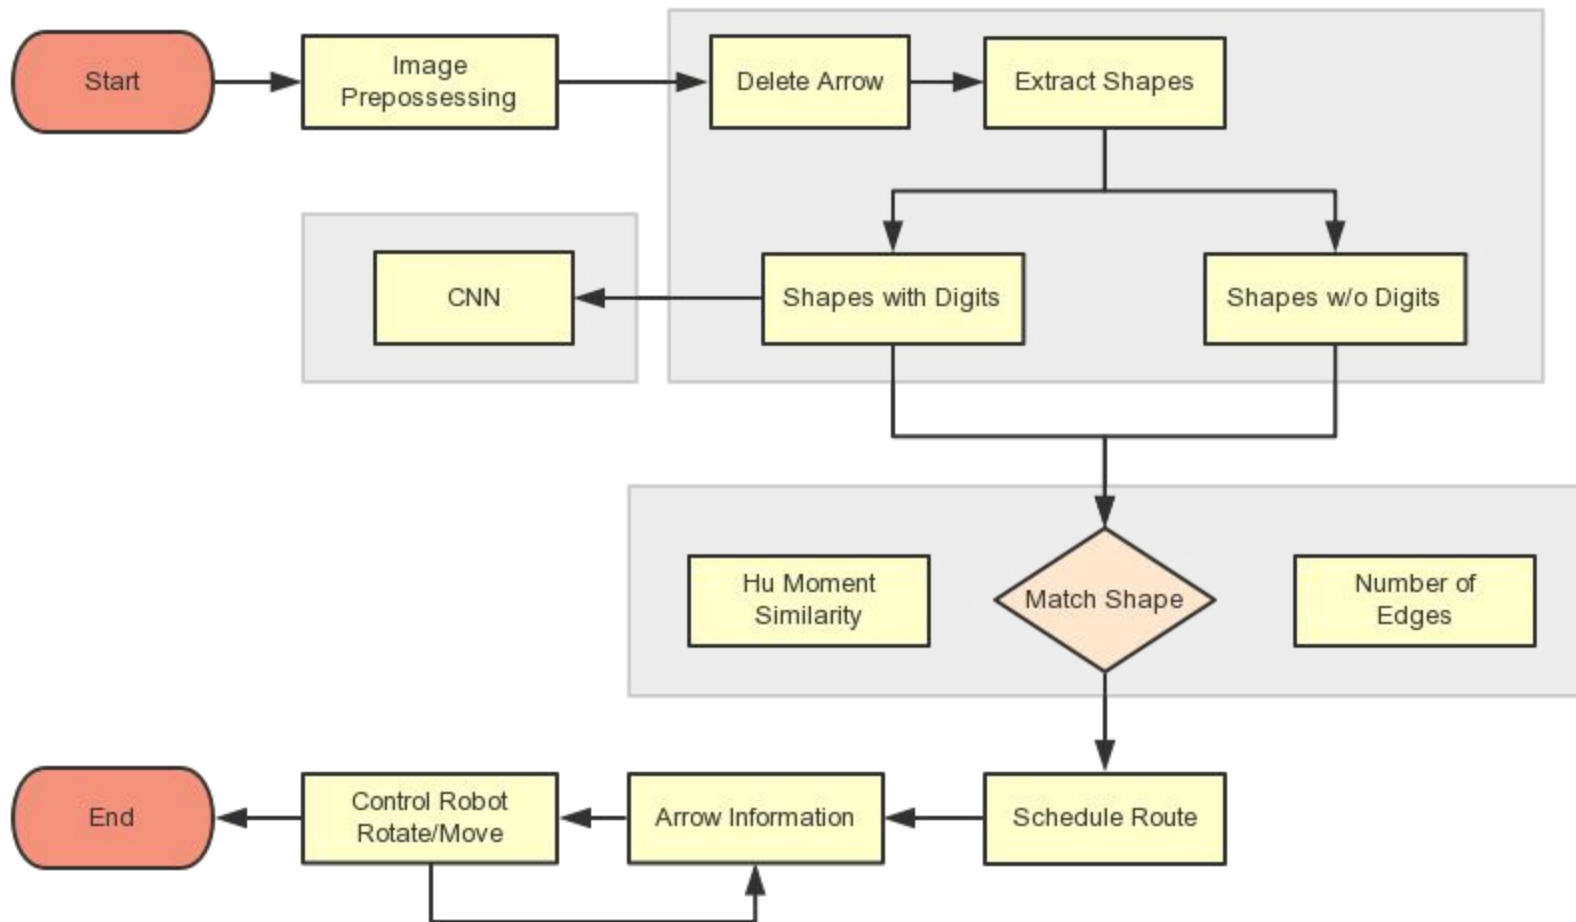 Start
Image
Prepossessing
Delete Arrow
Extract Shapes
CNN
Shapes with Digits
Shapes w/o Digits
Hu Moment
Similarity
Match Shape
Number of
Edges
End
Control Robot
Rotate/Move
Arrow Information
Schedule Route